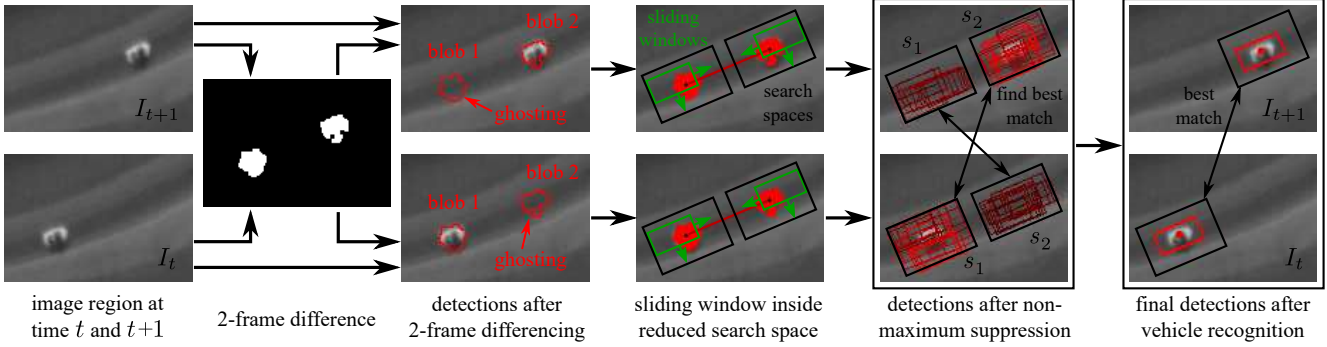 I_{t+1}
I_t
image region at
time t and t+1
2-frame difference
blob 2
blob 1
ghosting
blob 2
blob 1
ghosting
detections after
2-frame differencing
sliding
windows
search
spaces
sliding window inside
reduced search space
s_2
s_1
find best
match
s_2
s_1
detections after non-
maximum suppression
best
match
I_{t+1}
I_t
final detections after
vehicle recognition